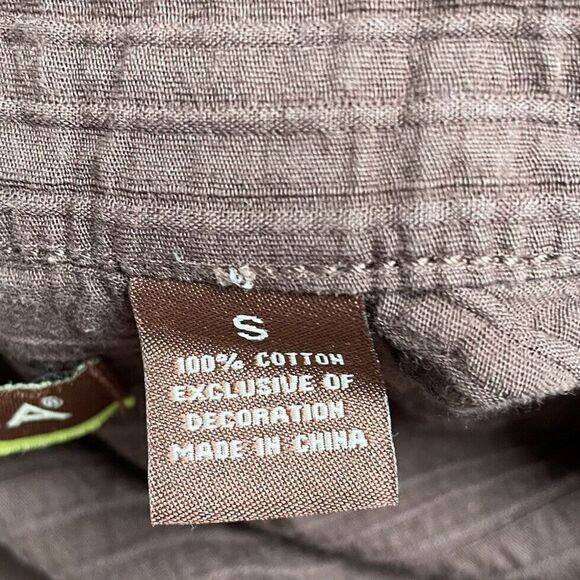 A®
S
100% COTTON
EXCLUSIVE OF
DECORATION
MADE IN CHINA